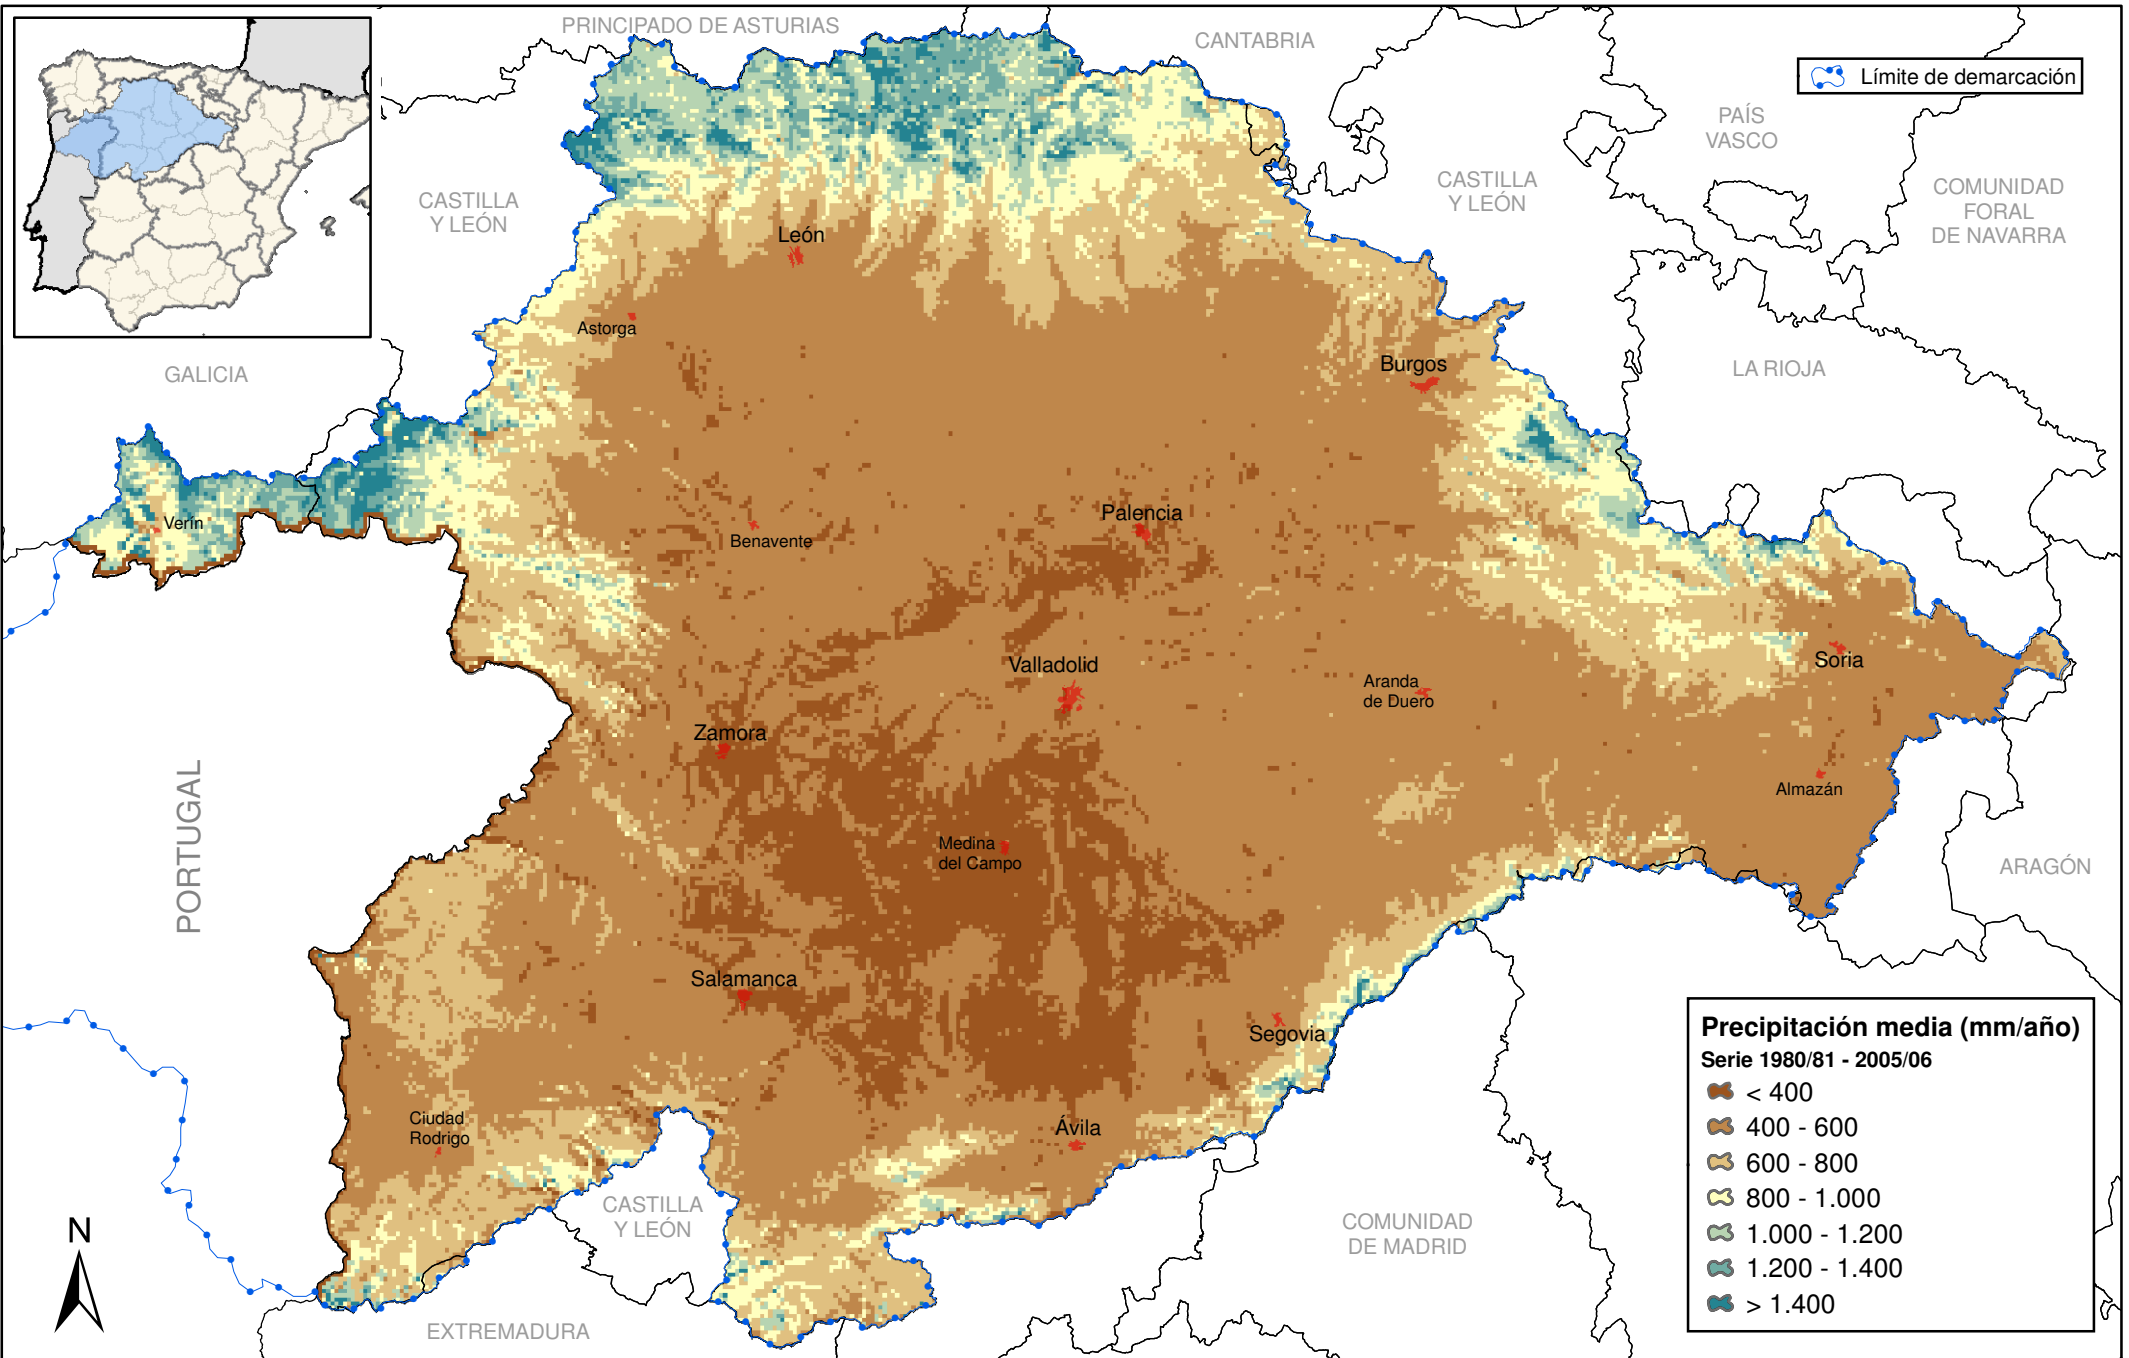 PRINCIPADO DE ASTURIAS
CANTABRIA
Límite de demarcación
PAÍS
VASCO
CASTILLA
Y LEÓN
CASTILLA
Y LEÓN
COMUNIDAD
FORAL
DE NAVARRA
León
Astorga
GALICIA
Burgos
LA RIOJA
Verín
Benavente
Palencia
Valladolid
Soria
Aranda
de Duero
Zamora
Almazán
PORTUGAL
Medina
del Campo
ARAGÓN
Salamanca
Segovia
Ciudad
Rodrigo
Ávila
CASTILLA
Y LEÓN
COMUNIDAD
DE MADRID
EXTREMADURA
N
Precipitación media (mm/año)
Serie 1980/81 - 2005/06
< 400
400 - 600
600 - 800
800 - 1.000
1.000 - 1.200
1.200 - 1.400
> 1.400